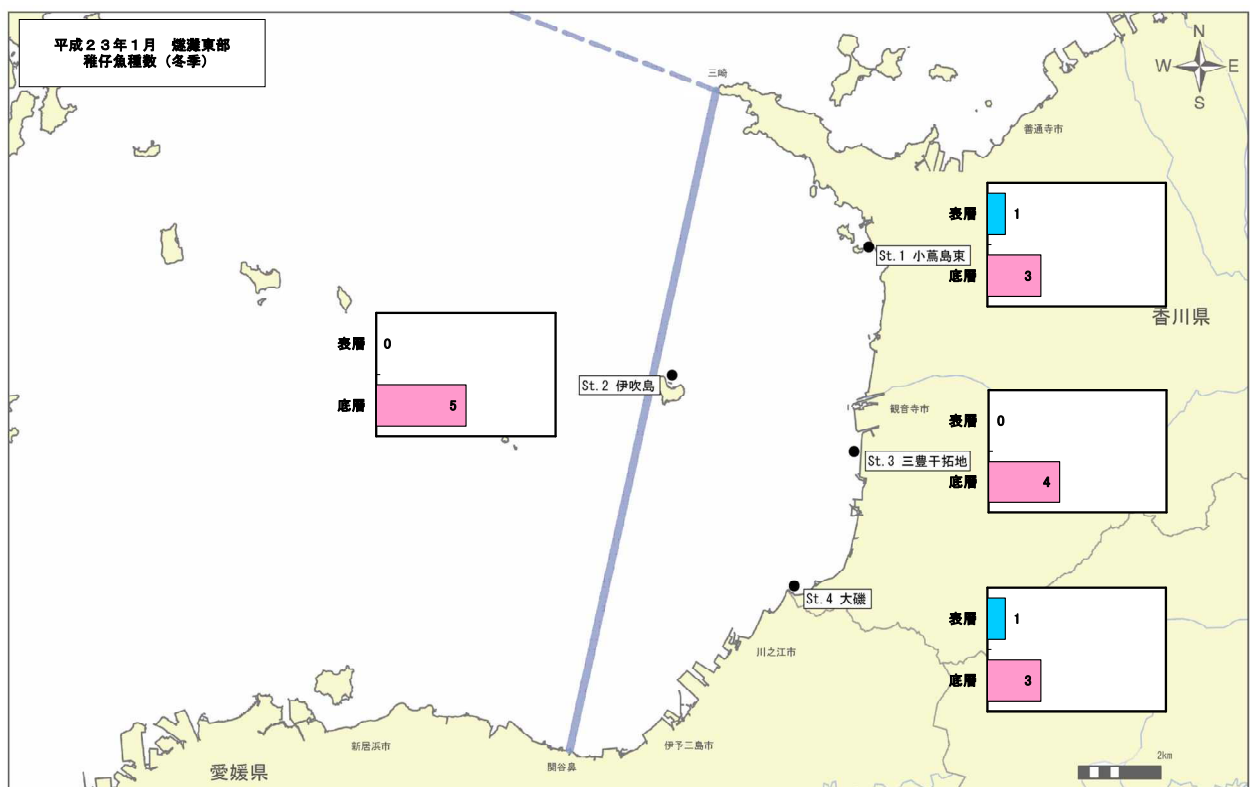 平成２３年１月　燧灘東部
稚仔魚種数（冬季）
N
W
E
S
三崎
善通寺市
表層
1
底層
3
St.1 小蔦島東
香川県
表層
0
底層
5
St.2 伊吹島
観音寺市
表層
0
底層
4
St.3 三豊干拓地
St.4 大磯
表層
1
底層
3
川之江市
伊予三島市
新居浜市
関谷鼻
愛媛県
2km